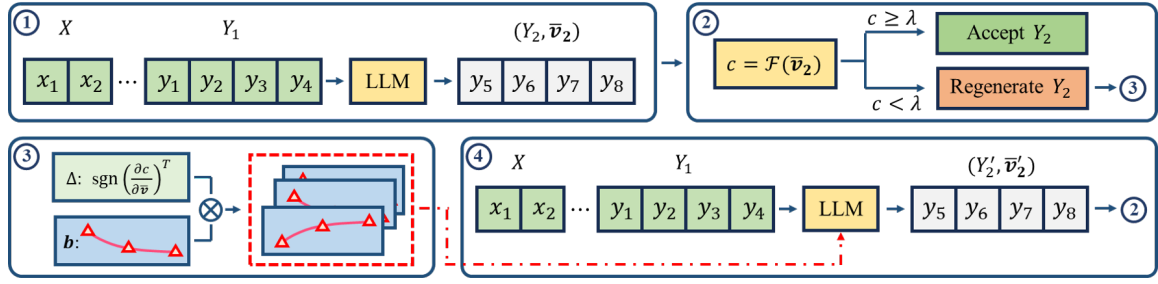 ① X Y₁ (Y₂, v̅₂)
x₁ x₂ ··· y₁ y₂ y₃ y₄ LLM y₅ y₆ y₇ y₈
② c = ℱ(v̅₂)
c ≥ λ Accept Y₂
c < λ Regenerate Y₂ ③
③ Δ: sgn (∂c/∂v̅)ᵀ
⊗
b:
④ X Y₁ (Y₂′, v̅₂′)
x₁ x₂ ··· y₁ y₂ y₃ y₄ LLM y₅ y₆ y₇ y₈ ②